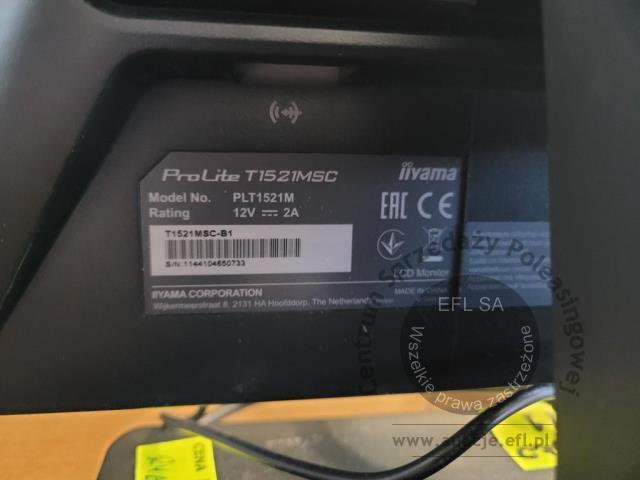 ProLite T1521MSC
iiyama
Model No. PLT1521M
Rating 12V 2A
T1521MSC-B1
S/N:1144104650733
EAC CE
LCD Monitor
IIYAMA CORPORATION
Wijkermeerstraat 8, 2131 HA Hoofddorp, The Netherlands
MADE IN CHINA
Centrum Sprzedaży Poleasingowej
EFL SA
Wszelkie prawa zastrzeżone
www.aukcje.efl.pl
CENA